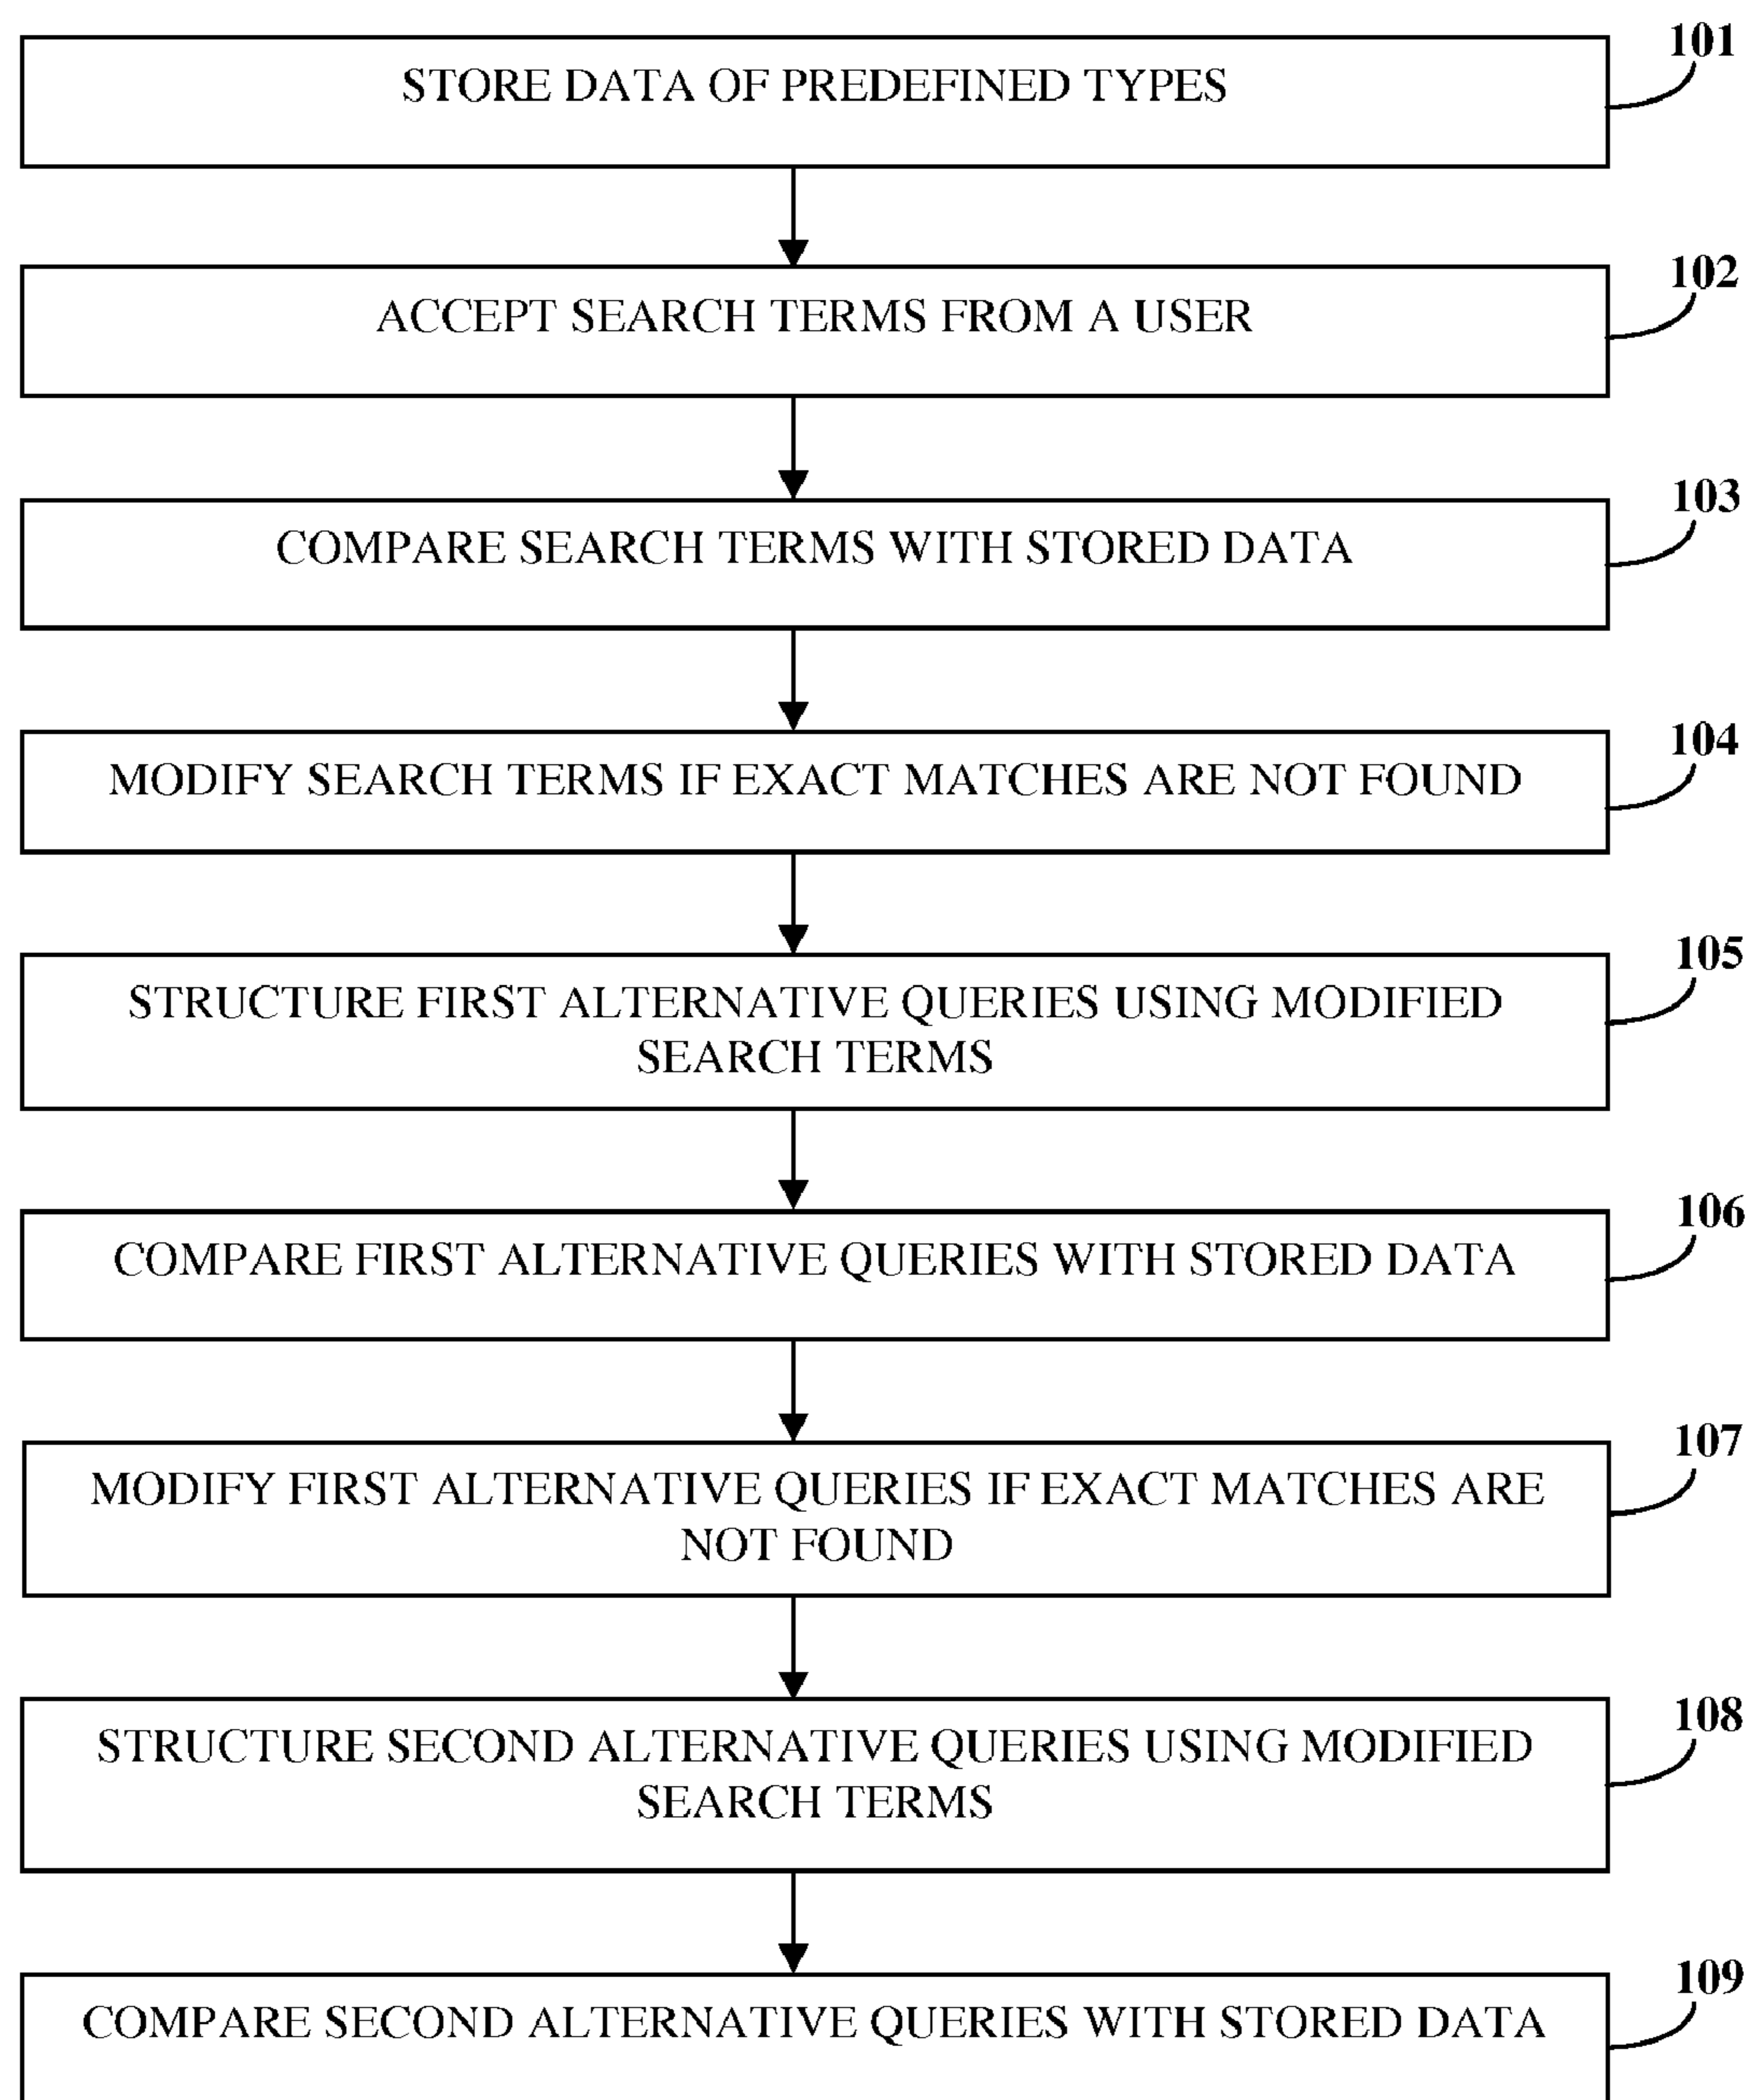 101
STORE DATA OF PREDEFINED TYPES
102
ACCEPT SEARCH TERMS FROM A USER
103
COMPARE SEARCH TERMS WITH STORED DATA
104
MODIFY SEARCH TERMS IF EXACT MATCHES ARE NOT FOUND
105
STRUCTURE FIRST ALTERNATIVE QUERIES USING MODIFIED
SEARCH TERMS
106
COMPARE FIRST ALTERNATIVE QUERIES WITH STORED DATA
107
MODIFY FIRST ALTERNATIVE QUERIES IF EXACT MATCHES ARE
NOT FOUND
108
STRUCTURE SECOND ALTERNATIVE QUERIES USING MODIFIED
SEARCH TERMS
109
COMPARE SECOND ALTERNATIVE QUERIES WITH STORED DATA